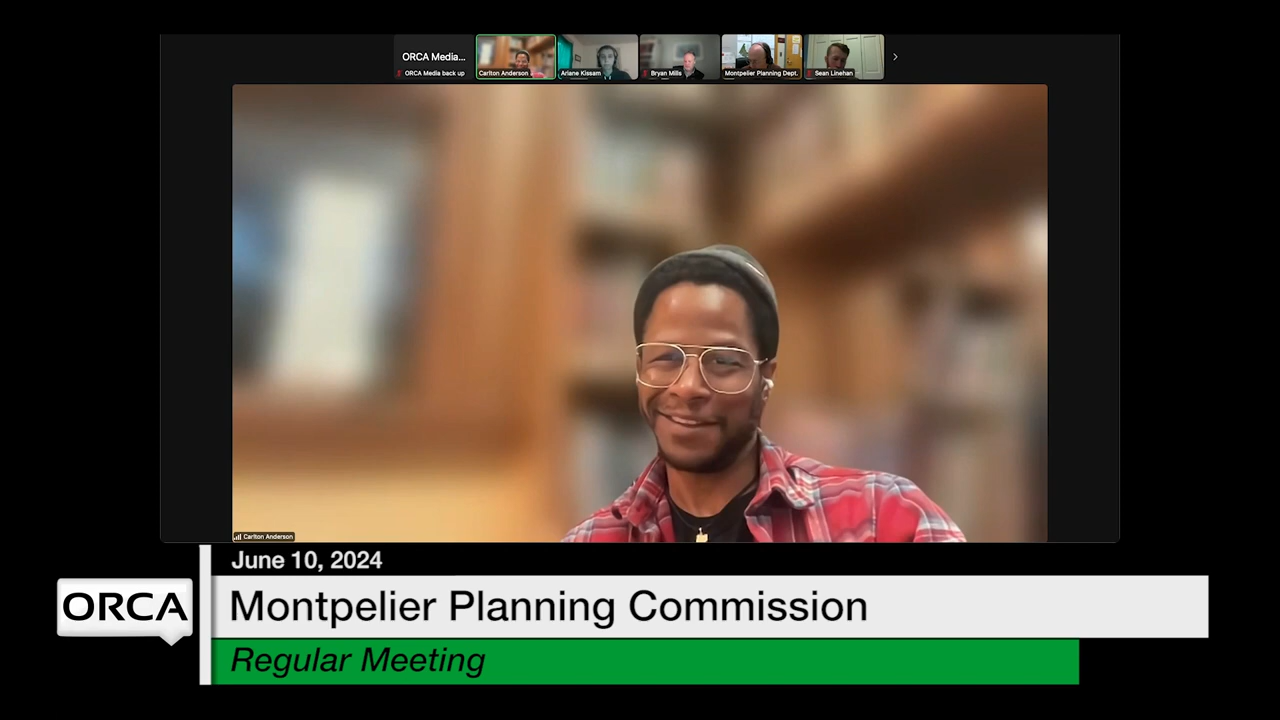 ORCA Media...
ORCA Media back up
Carlton Anderson
Ariane Kissam
Bryan Mills
Montpelier Planning Dept.
Sean Linehan
Carlton Anderson
June 10, 2024
ORCA
Montpelier Planning Commission
Regular Meeting